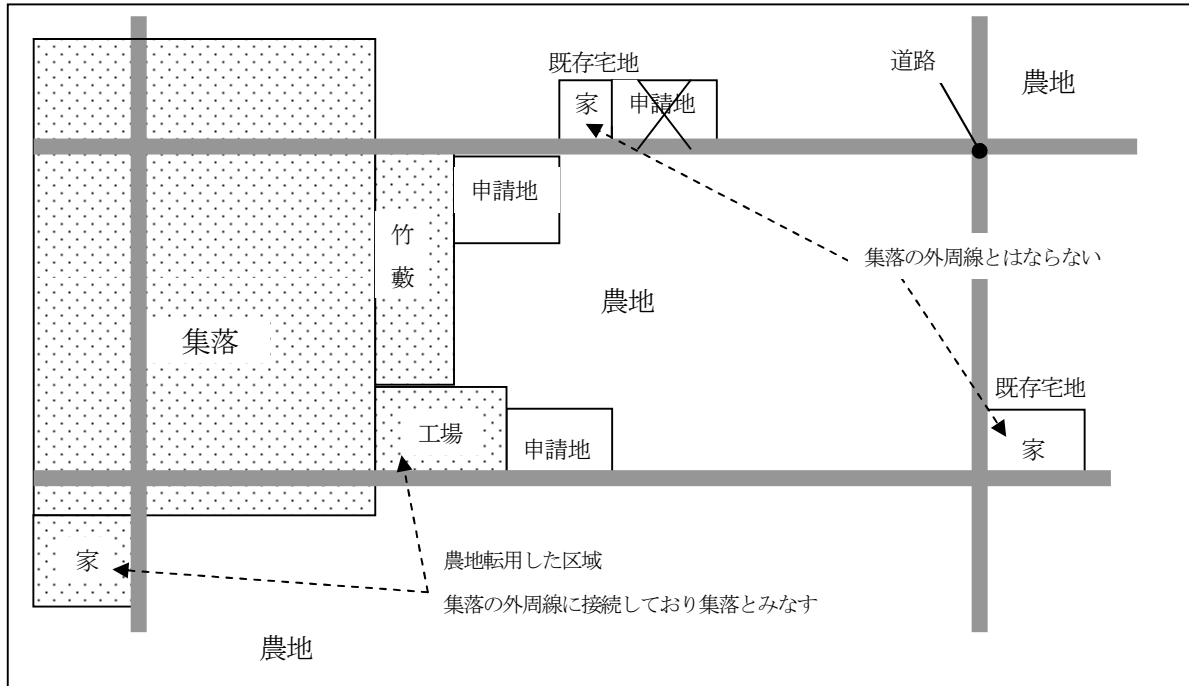 既存宅地
道路
農地
家
申請地
申請地
竹
藪
集落の外周線とはならない
農地
集落
既存宅地
工場
申請地
家
家
農地転用した区域
集落の外周線に接続しており集落とみなす
農地